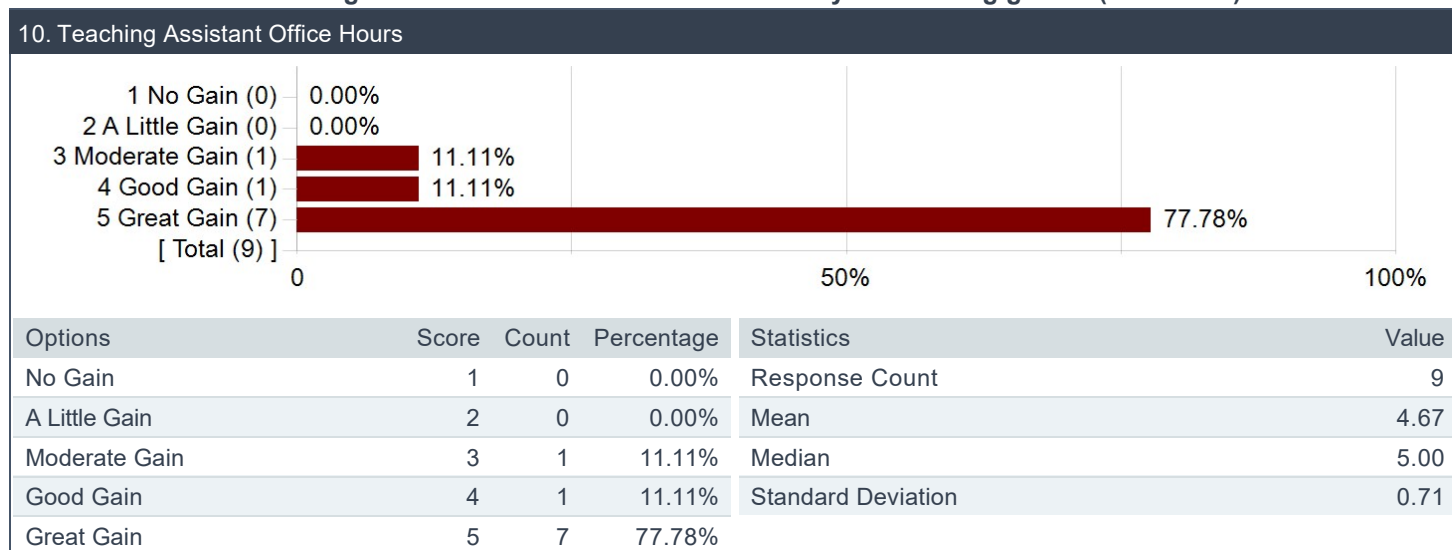 10. Teaching Assistant Office Hours
1 No Gain (0) 0.00%
2 A Little Gain (0) 0.00%
3 Moderate Gain (1) 11.11%
4 Good Gain (1) 11.11%
5 Great Gain (7) 77.78%
[ Total (9) ]
0 50% 100%
Options Score Count Percentage Statistics Value
No Gain 1 0 0.00% Response Count 9
A Little Gain 2 0 0.00% Mean 4.67
Moderate Gain 3 1 11.11% Median 5.00
Good Gain 4 1 11.11% Standard Deviation 0.71
Great Gain 5 7 77.78%